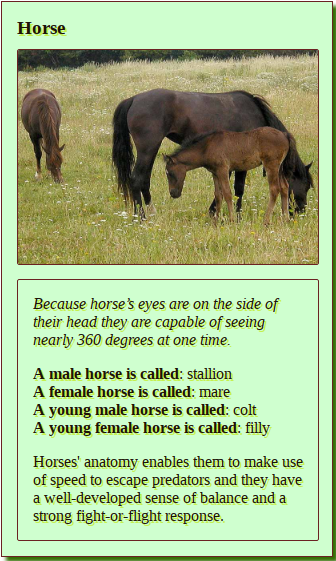 Horse
Because horse’s eyes are on the side of
their head they are capable of seeing
nearly 360 degrees at one time.
A male horse is called: stallion
A female horse is called: mare
A young male horse is called: colt
A young female horse is called: filly
Horses' anatomy enables them to make use
of speed to escape predators and they have
a well-developed sense of balance and a
strong fight-or-flight response.